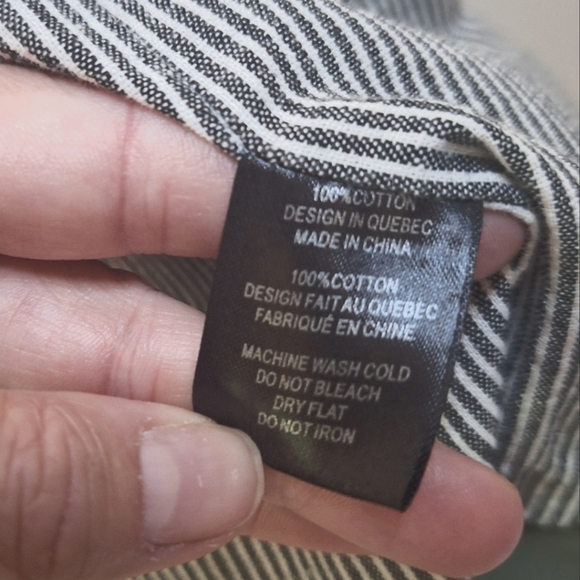 100%COTTON
DESIGN IN QUEBEC
MADE IN CHINA
100%COTTON
DESIGN FAIT AU QUEBEC
FABRIQUÉ EN CHINE
MACHINE WASH COLD
DO NOT BLEACH
DRY FLAT
DO NOT IRON